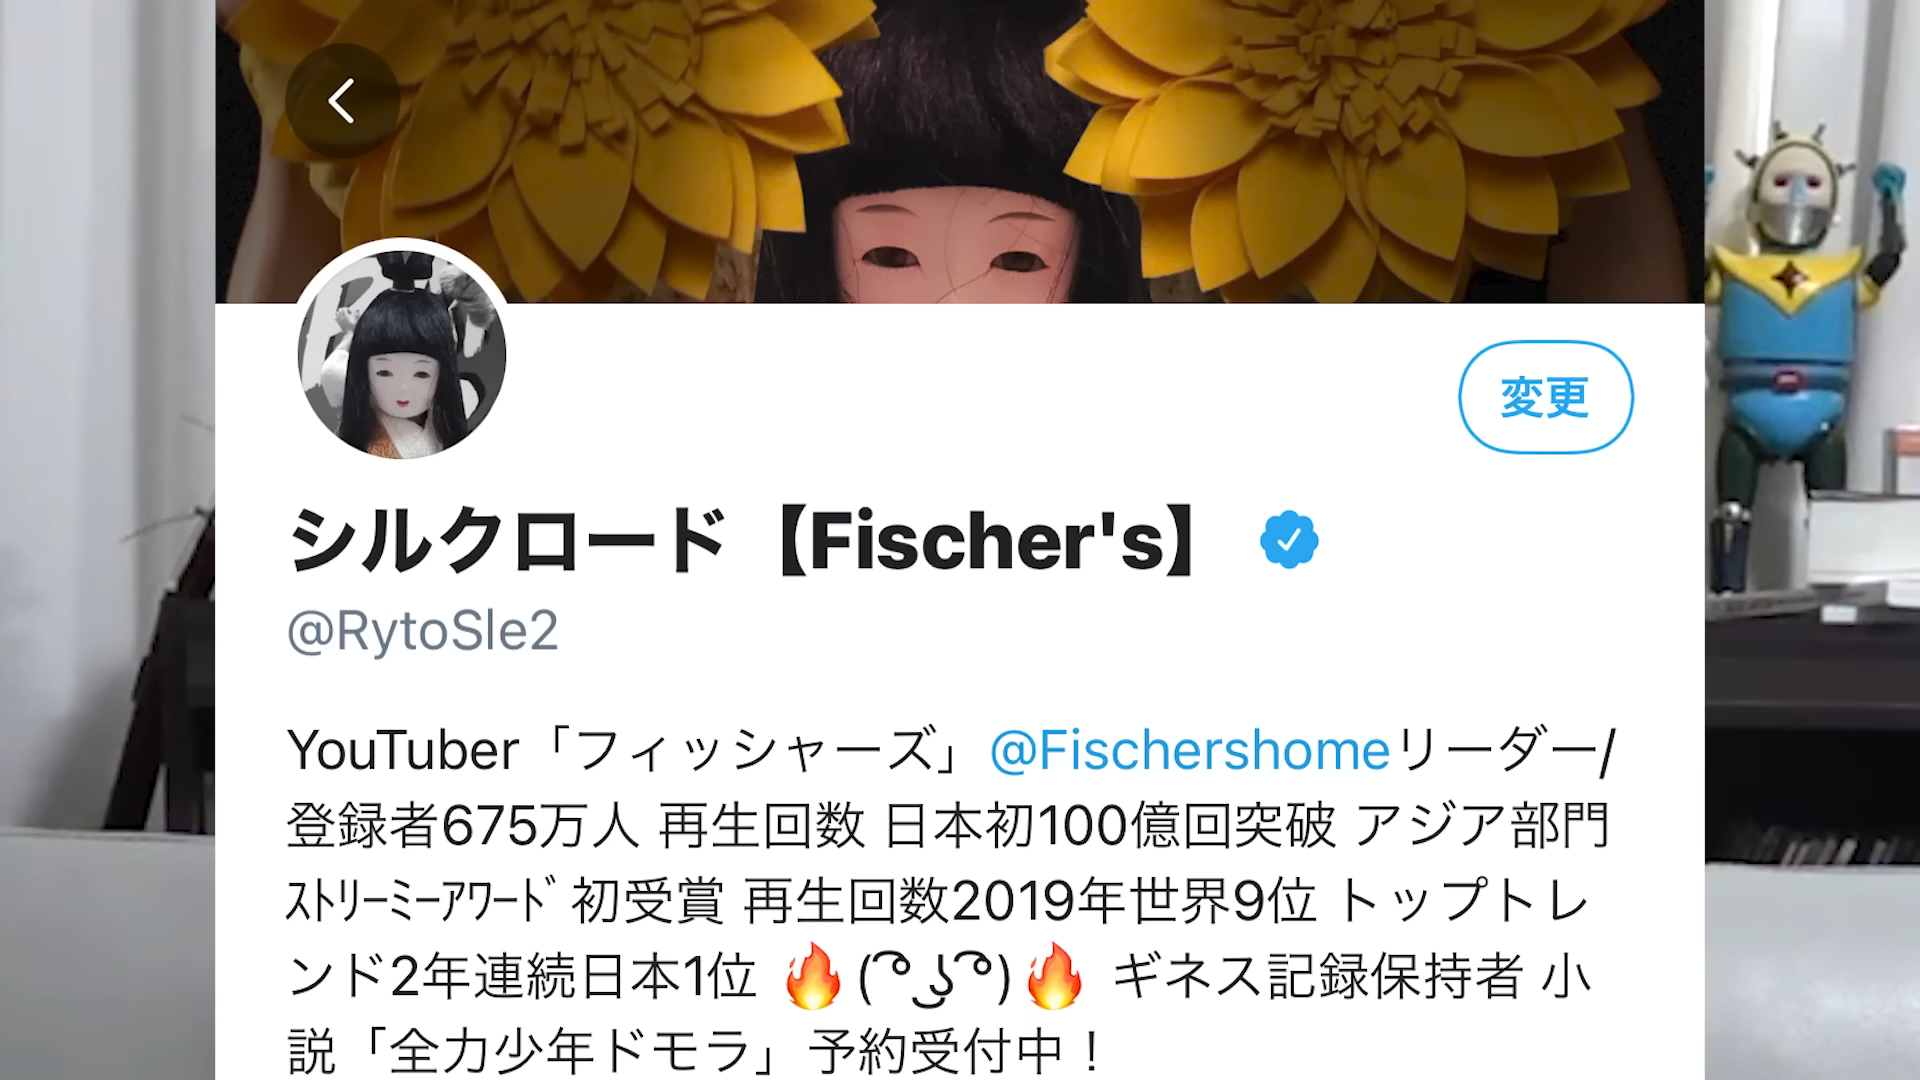 変更
シルクロード【Fischer's】
@RytoSle2
YouTuber「フィッシャーズ」@Fischershomeリーダー/
登録者675万人 再生回数 日本初100億回突破 アジア部門
ｽﾄﾘｰﾐｰｱﾜｰﾄﾞ初受賞 再生回数2019年世界9位 トップトレ
ンド2年連続日本1位 🔥( ͡° ͜ʖ ͡°)🔥 ギネス記録保持者 小
説「全力少年ドモラ」予約受付中！